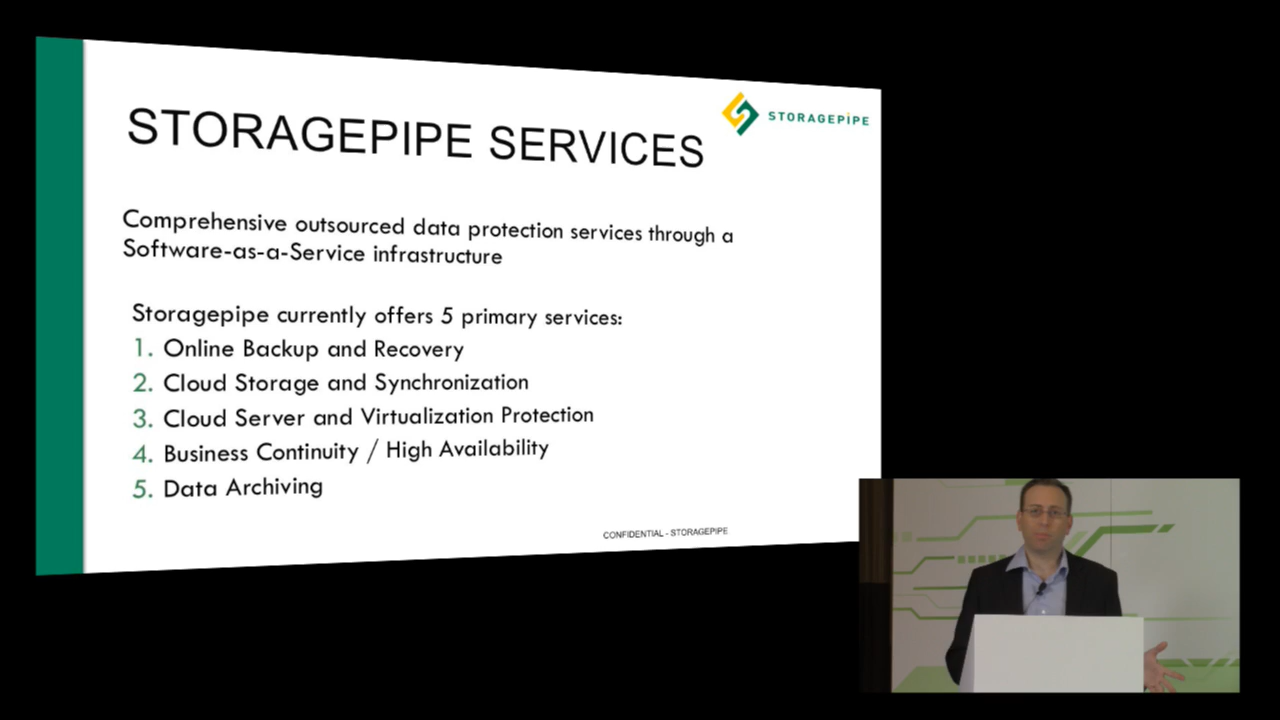 STORAGEPIPE SERVICES
STORAGEPIPE
Comprehensive outsourced data protection services through a
Software-as-a-Service infrastructure
Storagepipe currently offers 5 primary services:
1. Online Backup and Recovery
2. Cloud Storage and Synchronization
3. Cloud Server and Virtualization Protection
4. Business Continuity / High Availability
5. Data Archiving
CONFIDENTIAL - STORAGEPIPE